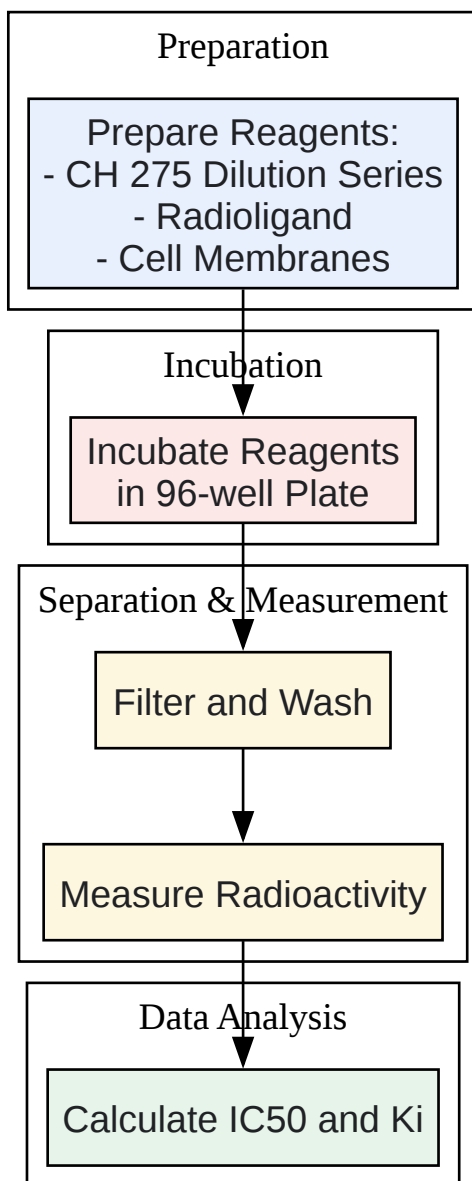 Preparation
Prepare Reagents:
- CH 275 Dilution Series
- Radioligand
- Cell Membranes
Incubation
Incubate Reagents
in 96-well Plate
Separation & Measurement
Filter and Wash
Measure Radioactivity
Data Analysis
Calculate IC50 and Ki